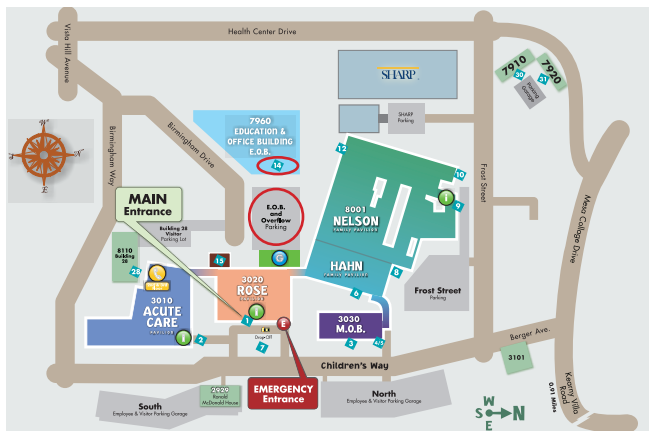 Health Center Drive
Vista Hill Avenue
SHARP
7910
7920
30
31
Parking
Garage
SHARP
Parking
7960
EDUCATION &
OFFICE BUILDING
E.O.B.
14
Birmingham Drive
Birmingham Way
W
S
N
E
12
10
9
i
8001
NELSON
FAMILY PAVILION
Frost Street
Mesa College Drive
MAIN
Entrance
E.O.B.
and
Overflow
Parking
Building 28
Visitor
Parking Lot
8110
Building
28
28
15
G
HAHN
FAMILY PAVILION
8
6
Frost Street
Parking
3020
ROSE
PAVILION
i
1
3010
ACUTE
CARE
PAVILION
i
2
E
Drop-Off
7
3030
M.O.B.
3
4/5
Berger Ave.
3101
Children's Way
EMERGENCY
Entrance
2929
Ronald
McDonald House
South
Employee & Visitor Parking Garage
North
Employee & Visitor Parking Garage
W
S
N
E
0.91 Miles
Kearny Villa
Road